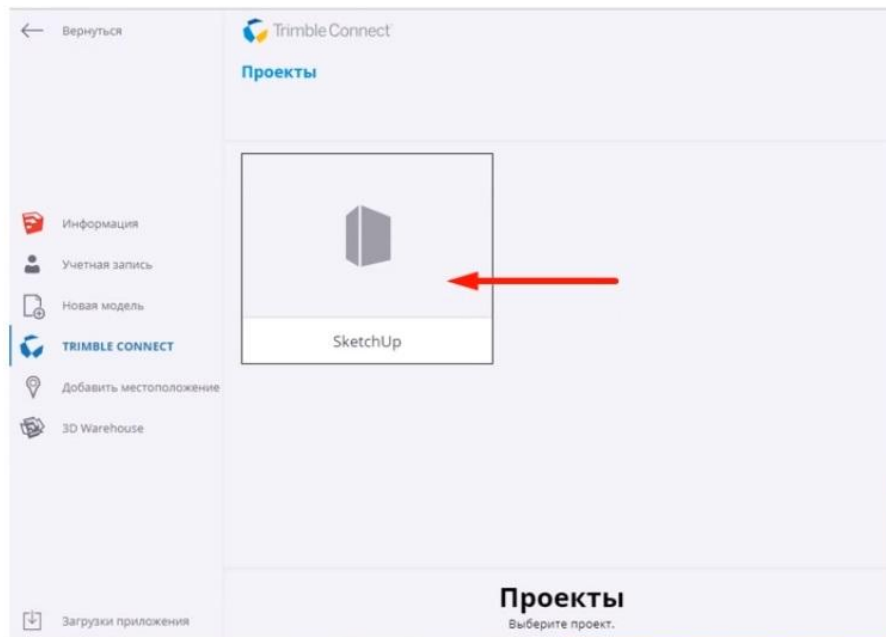 Вернуться
Trimble Connect
Проекты
Информация
Учетная запись
Новая модель
TRIMBLE CONNECT
Добавить местоположение
3D Warehouse
SketchUp
Проекты
Выберите проект.
Загрузки приложения